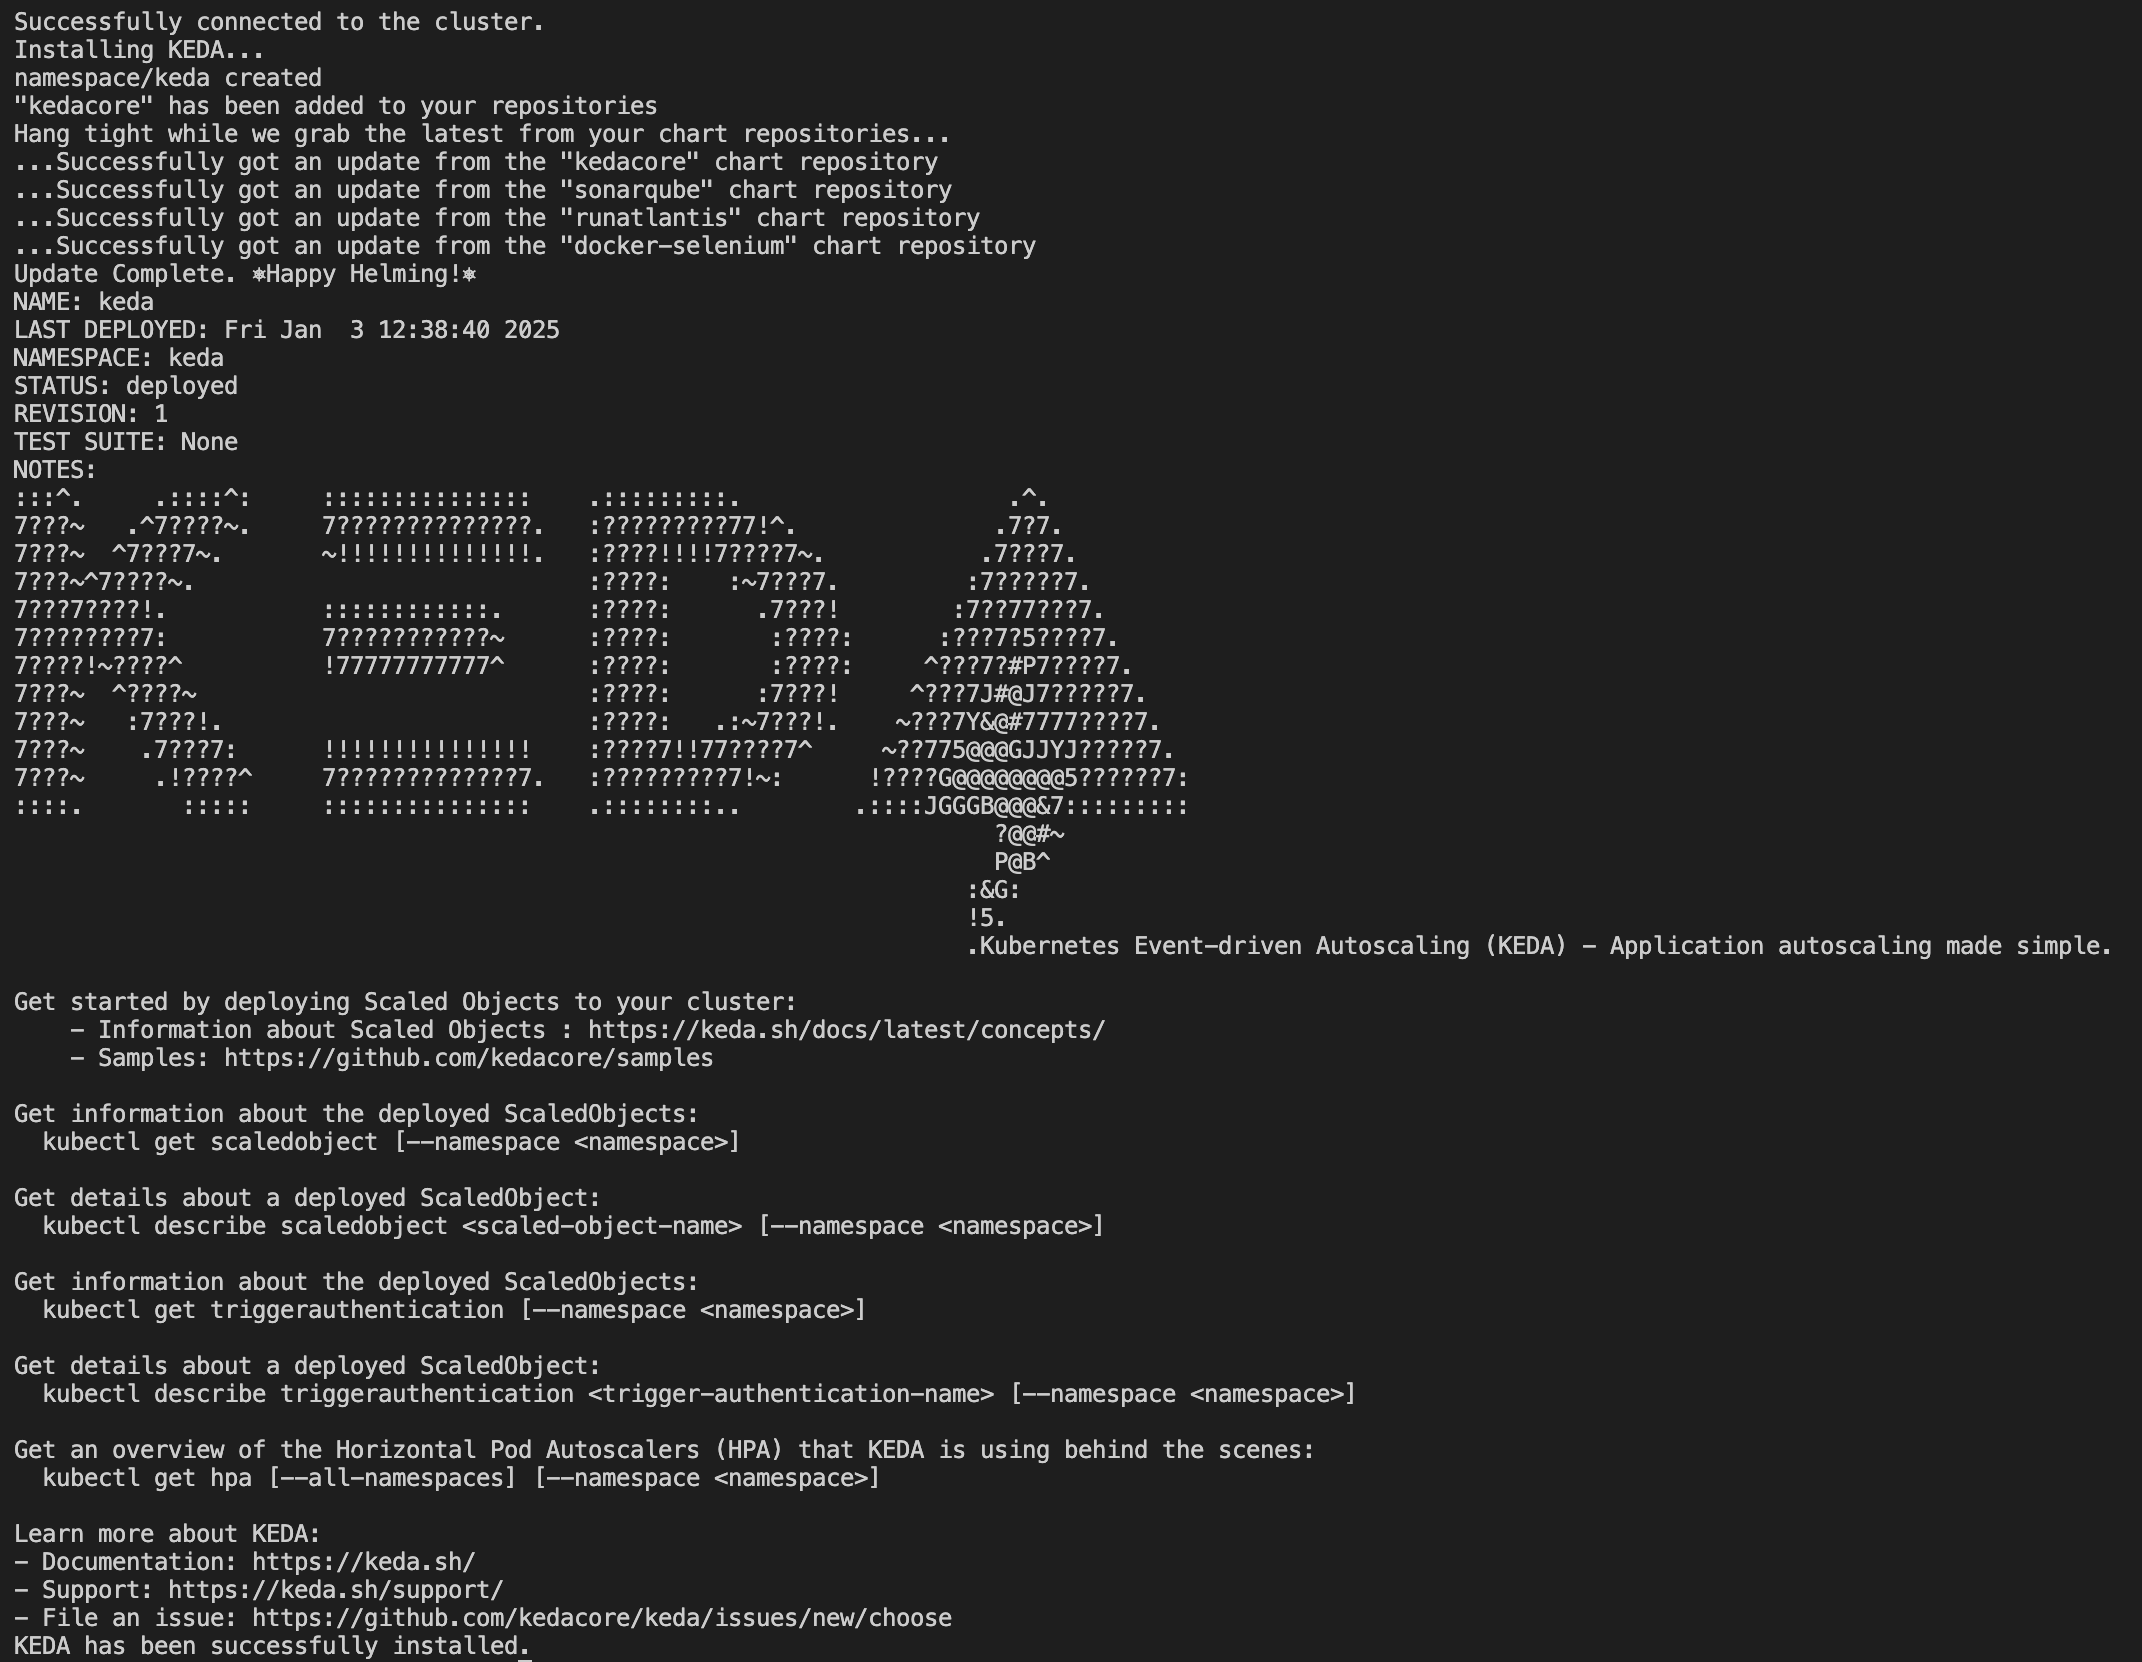 Successfully connected to the cluster.
Installing KEDA...
namespace/keda created
"kedacore" has been added to your repositories
Hang tight while we grab the latest from your chart repositories...
...Successfully got an update from the "kedacore" chart repository
...Successfully got an update from the "sonarqube" chart repository
...Successfully got an update from the "runatlantis" chart repository
...Successfully got an update from the "docker-selenium" chart repository
Update Complete. ⎈Happy Helming!⎈
NAME: keda
LAST DEPLOYED: Fri Jan  3 12:38:40 2025
NAMESPACE: keda
STATUS: deployed
REVISION: 1
TEST SUITE: None
NOTES:
:::^.     .::::^:     :::::::::::::::    .:::::::::.                   .^.
7???~   .^7????~.     7??????????????.   :?????????77!^.              .7?7.
7???~  ^7???7~.       ~!!!!!!!!!!!!!!.   :????!!!!7????7~.           .7???7.
7???~^7????~.                            :????:    :~7???7.         :7?????7.
7???7????!.           ::::::::::::.      :????:      .7???!        :7??77???7.
7?????????7:          7???????????~      :????:       :????:      :???7?5????7.
7????!~????^          !77777777777^      :????:       :????:     ^???7?#P7????7.
7???~  ^????~                            :????:      :7???!     ^???7J#@J7?????7.
7???~   :7???!.                          :????:   .:~7???!.    ~???7Y&@#7777????7.
7???~    .7???7:      !!!!!!!!!!!!!!!    :????7!!77????7^     ~??775@@@GJJYJ?????7.
7???~     .!????^     7?????????????7.   :?????????7!~:      !????G@@@@@@@@5??????7:
::::.       :::::     :::::::::::::::    .::::::::..        .::::JGGGB@@@&7:::::::::
                                                                      ?@@#~
                                                                      P@B^
                                                                    :&G:
                                                                    !5.
                                                                    .Kubernetes Event-driven Autoscaling (KEDA) - Application autoscaling made simple.
Get started by deploying Scaled Objects to your cluster:
    - Information about Scaled Objects : https://keda.sh/docs/latest/concepts/
    - Samples: https://github.com/kedacore/samples
Get information about the deployed ScaledObjects:
  kubectl get scaledobject [--namespace <namespace>]
Get details about a deployed ScaledObject:
  kubectl describe scaledobject <scaled-object-name> [--namespace <namespace>]
Get information about the deployed ScaledObjects:
  kubectl get triggerauthentication [--namespace <namespace>]
Get details about a deployed ScaledObject:
  kubectl describe triggerauthentication <trigger-authentication-name> [--namespace <namespace>]
Get an overview of the Horizontal Pod Autoscalers (HPA) that KEDA is using behind the scenes:
  kubectl get hpa [--all-namespaces] [--namespace <namespace>]
Learn more about KEDA:
- Documentation: https://keda.sh/
- Support: https://keda.sh/support/
- File an issue: https://github.com/kedacore/keda/issues/new/choose
KEDA has been successfully installed.